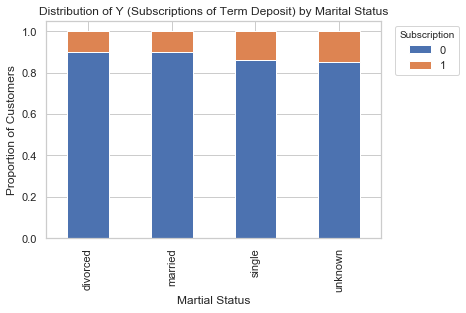 Distribution of Y (Subscriptions of Term Deposit) by Marital Status
Subscription
0
1
Proportion of Customers
1.0
0.8
0.6
0.4
0.2
0.0
divorced
married
single
unknown
Martial Status